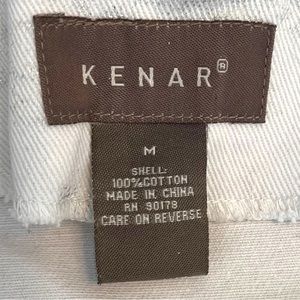 KENAR®
M
SHELL:
100%COTTON
MADE IN CHINA
RN 90178
CARE ON REVERSE